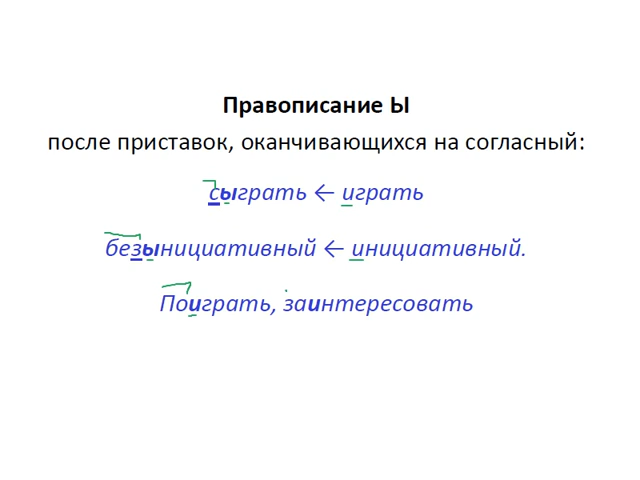 Правописание Ы
после приставок, оканчивающихся на согласный:
сыграть ← играть
безынициативный ← инициативный.
Поиграть, заинтересовать